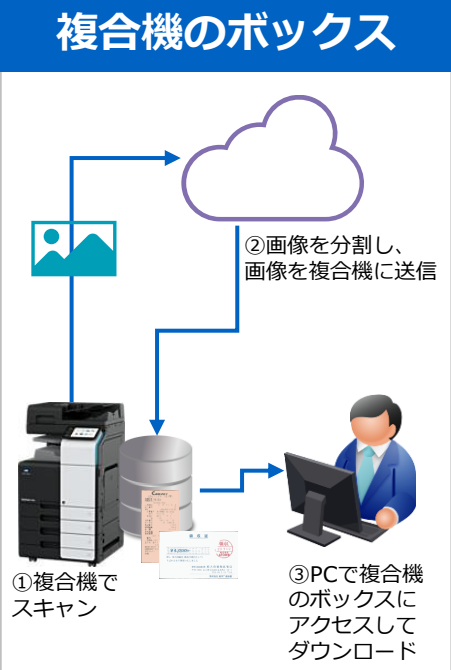 複合機のボックス
②画像を分割し、
画像を複合機に送信
①複合機で
スキャン
③PCで複合機
のボックスに
アクセスして
ダウンロード